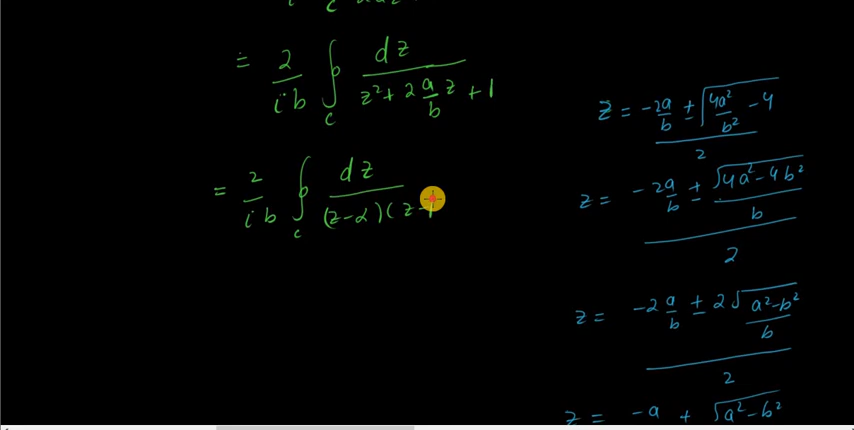 = 2/(ib) ∮_C dz/(z² + 2 a/b z + 1)
= 2/(ib) ∮_C dz/((z-α)(z-
z = (-2a/b ± √(4a²/b² - 4))/2
z = (-2a/b ± √(4a²-4b²)/b)/2
z = (-2 a/b ± 2√(a²-b²)/b)/2
z = -a + √(a²-b²)